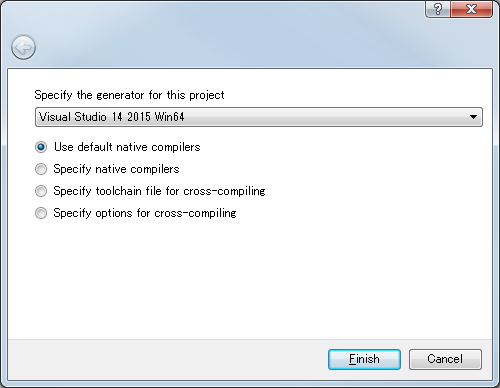 Specify the generator for this project
Visual Studio 14 2015 Win64
Use default native compilers
Specify native compilers
Specify toolchain file for cross-compiling
Specify options for cross-compiling
Finish
Cancel